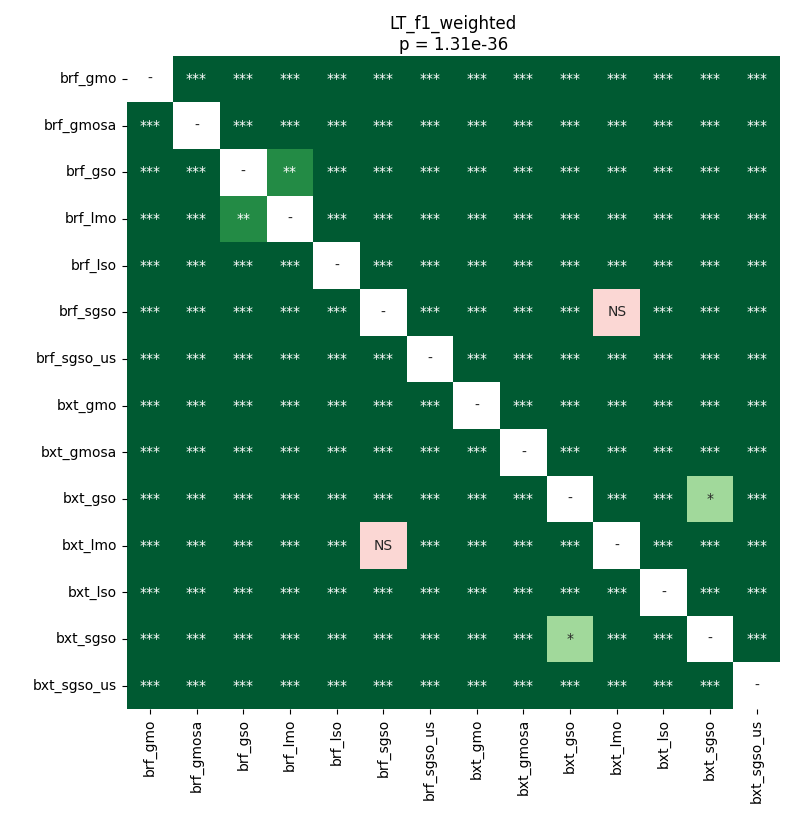 LT_f1_weighted
p = 1.31e-36
brf_gmo - *** *** *** *** *** *** *** *** *** *** *** *** ***
brf_gmosa *** - *** *** *** *** *** *** *** *** *** *** *** ***
brf_gso *** *** - ** *** *** *** *** *** *** *** *** *** ***
brf_lmo *** *** ** - *** *** *** *** *** *** *** *** *** ***
brf_lso *** *** *** *** - *** *** *** *** *** *** *** *** ***
brf_sgso *** *** *** *** *** - *** *** *** *** NS *** *** ***
brf_sgso_us *** *** *** *** *** *** - *** *** *** *** *** *** ***
bxt_gmo *** *** *** *** *** *** *** - *** *** *** *** *** ***
bxt_gmosa *** *** *** *** *** *** *** *** - *** *** *** *** ***
bxt_gso *** *** *** *** *** *** *** *** *** - *** *** * ***
bxt_lmo *** *** *** *** *** NS *** *** *** *** - *** *** ***
bxt_lso *** *** *** *** *** *** *** *** *** *** *** - *** ***
bxt_sgso *** *** *** *** *** *** *** *** *** * *** *** - ***
bxt_sgso_us *** *** *** *** *** *** *** *** *** *** *** *** *** -
brf_gmo brf_gmosa brf_gso brf_lmo brf_lso brf_sgso brf_sgso_us bxt_gmo bxt_gmosa bxt_gso bxt_lmo bxt_lso bxt_sgso bxt_sgso_us